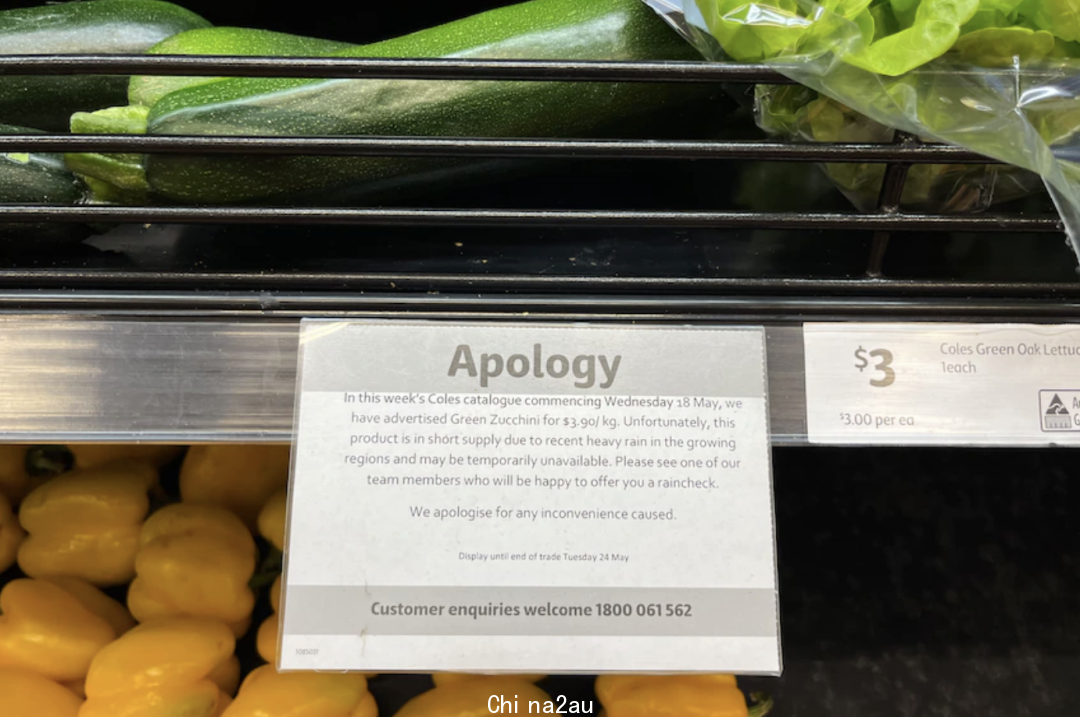 Apology
In this week's Coles catalogue commencing Wednesday 18 May, we
have advertised Green Zucchini for $3.90/ kg. Unfortunately, this
product is in short supply due to recent heavy rain in the growing
regions and may be temporarily unavailable. Please see one of our
team members who will be happy to offer you a raincheck.
We apologise for any inconvenience caused.
Display until end of trade Tuesday 24 May
Customer enquiries welcome 1800 061 562
$3
Coles Green Oak Lettuc
1each
$3.00 per ea
Chi na2au